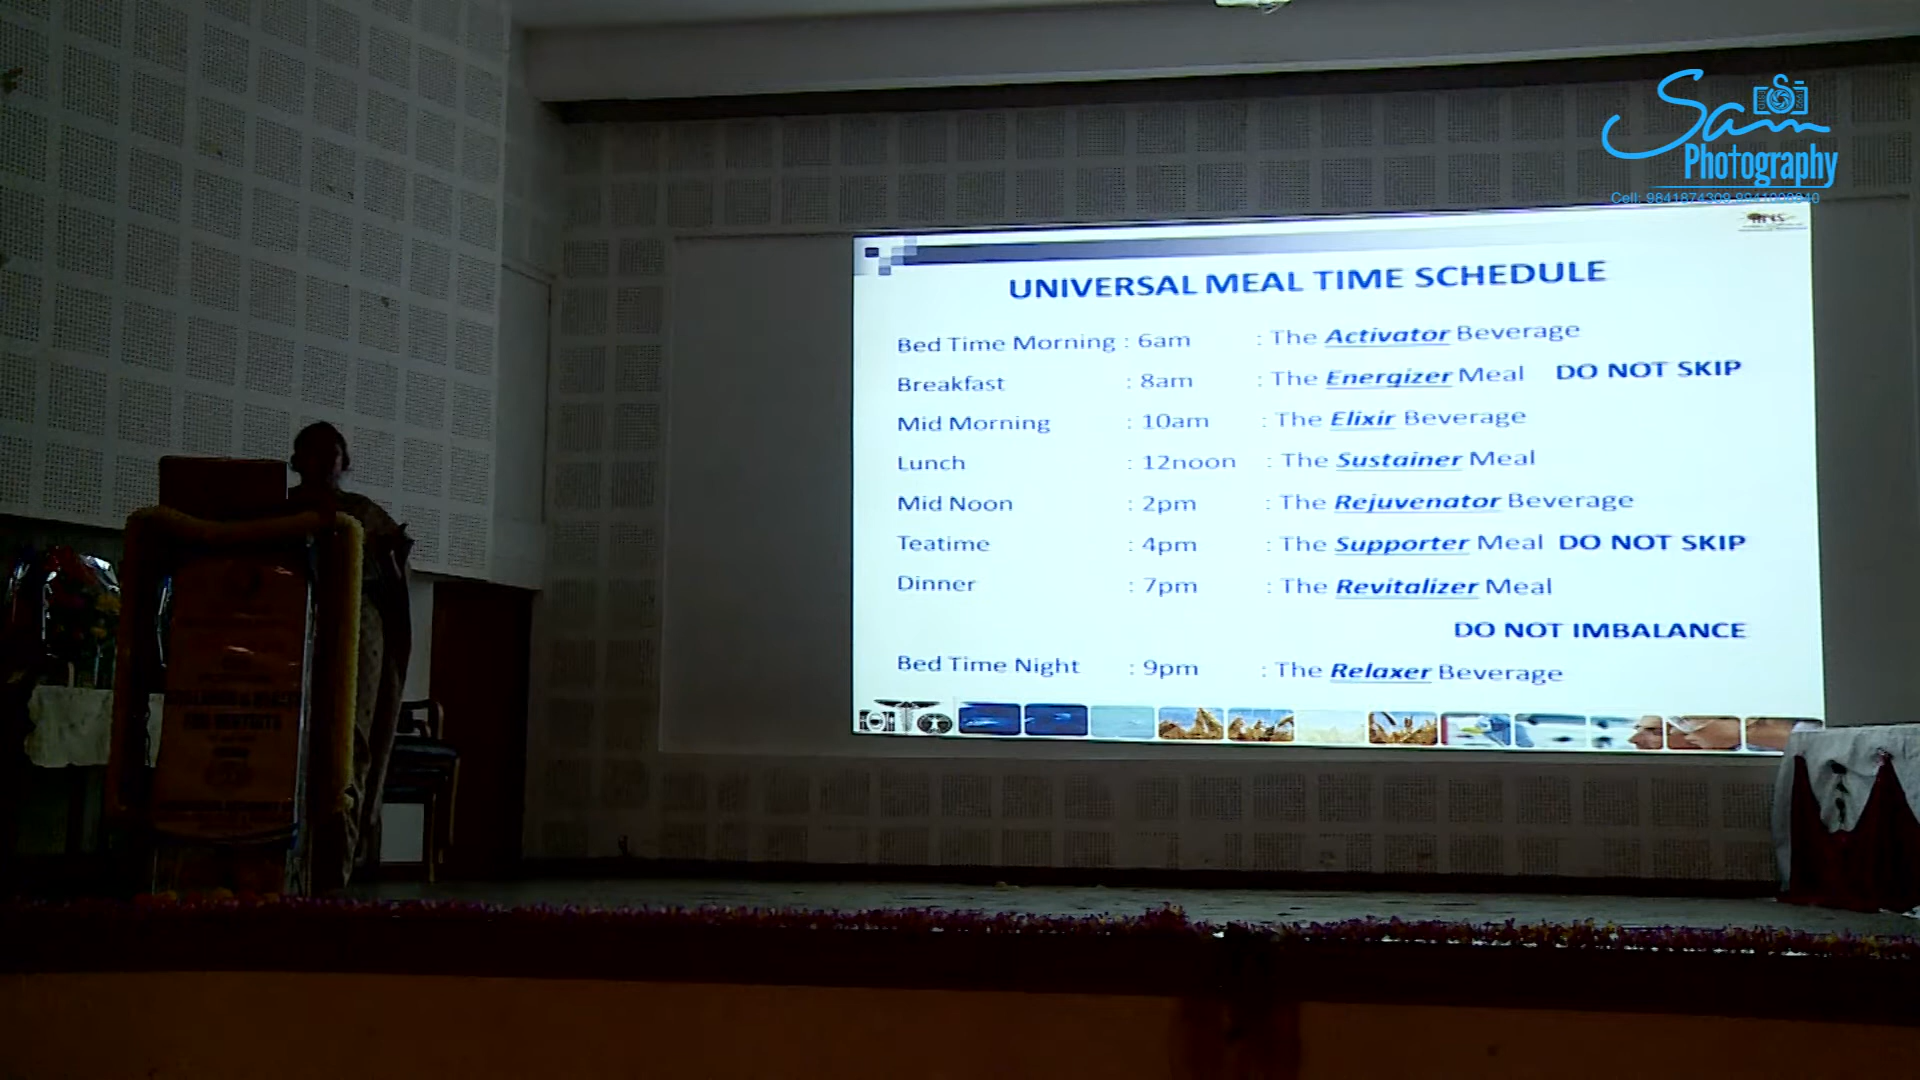 Sam
Photography
Cell: 9841874309
UNIVERSAL MEAL TIME SCHEDULE
Bed Time Morning : 6am : The Activator Beverage
Breakfast : 8am : The Energizer Meal DO NOT SKIP
Mid Morning : 10am : The Elixir Beverage
Lunch : 12noon : The Sustainer Meal
Mid Noon : 2pm : The Rejuvenator Beverage
Teatime : 4pm : The Supporter Meal DO NOT SKIP
Dinner : 7pm : The Revitalizer Meal
DO NOT IMBALANCE
Bed Time Night : 9pm : The Relaxer Beverage